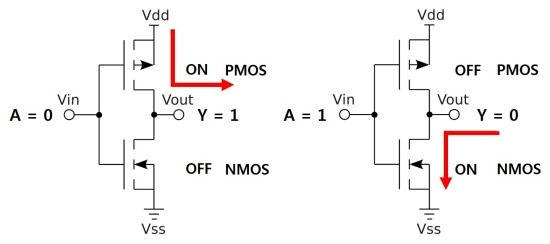 Vdd
ON PMOS
Vin
Vout
A = 0
Y = 1
OFF NMOS
Vss
Vdd
OFF PMOS
Vin
Vout
A = 1
Y = 0
ON NMOS
Vss